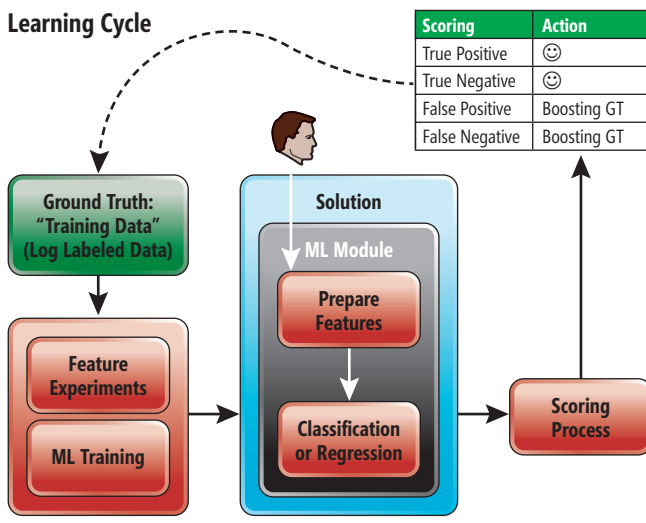 Learning Cycle
Scoring Action
True Positive ☺
True Negative ☺
False Positive Boosting GT
False Negative Boosting GT
Ground Truth:
"Training Data"
(Log Labeled Data)
Feature
Experiments
ML Training
Solution
ML Module
Prepare
Features
Classification
or Regression
Scoring
Process